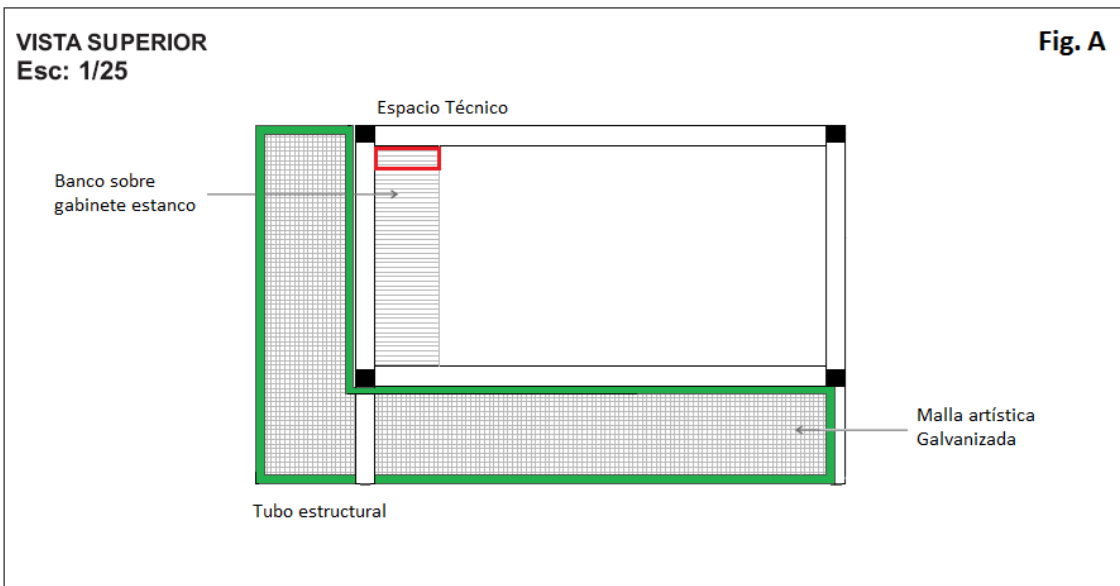 VISTA SUPERIOR
Esc: 1/25
Fig. A
Espacio Técnico
Banco sobre
gabinete estanco
Malla artística
Galvanizada
Tubo estructural